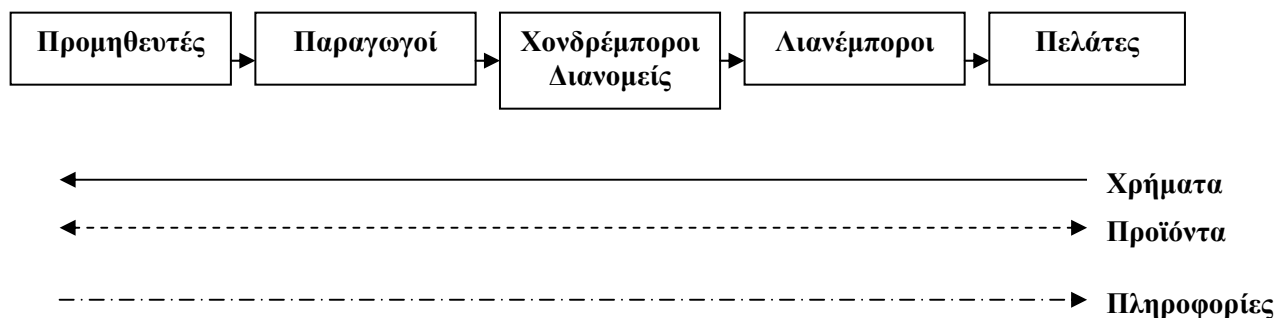 Προμηθευτές
Παραγωγοί
Χονδρέμποροι
Διανομείς
Λιανέμποροι
Πελάτες
Χρήματα
Προϊόντα
Πληροφορίες